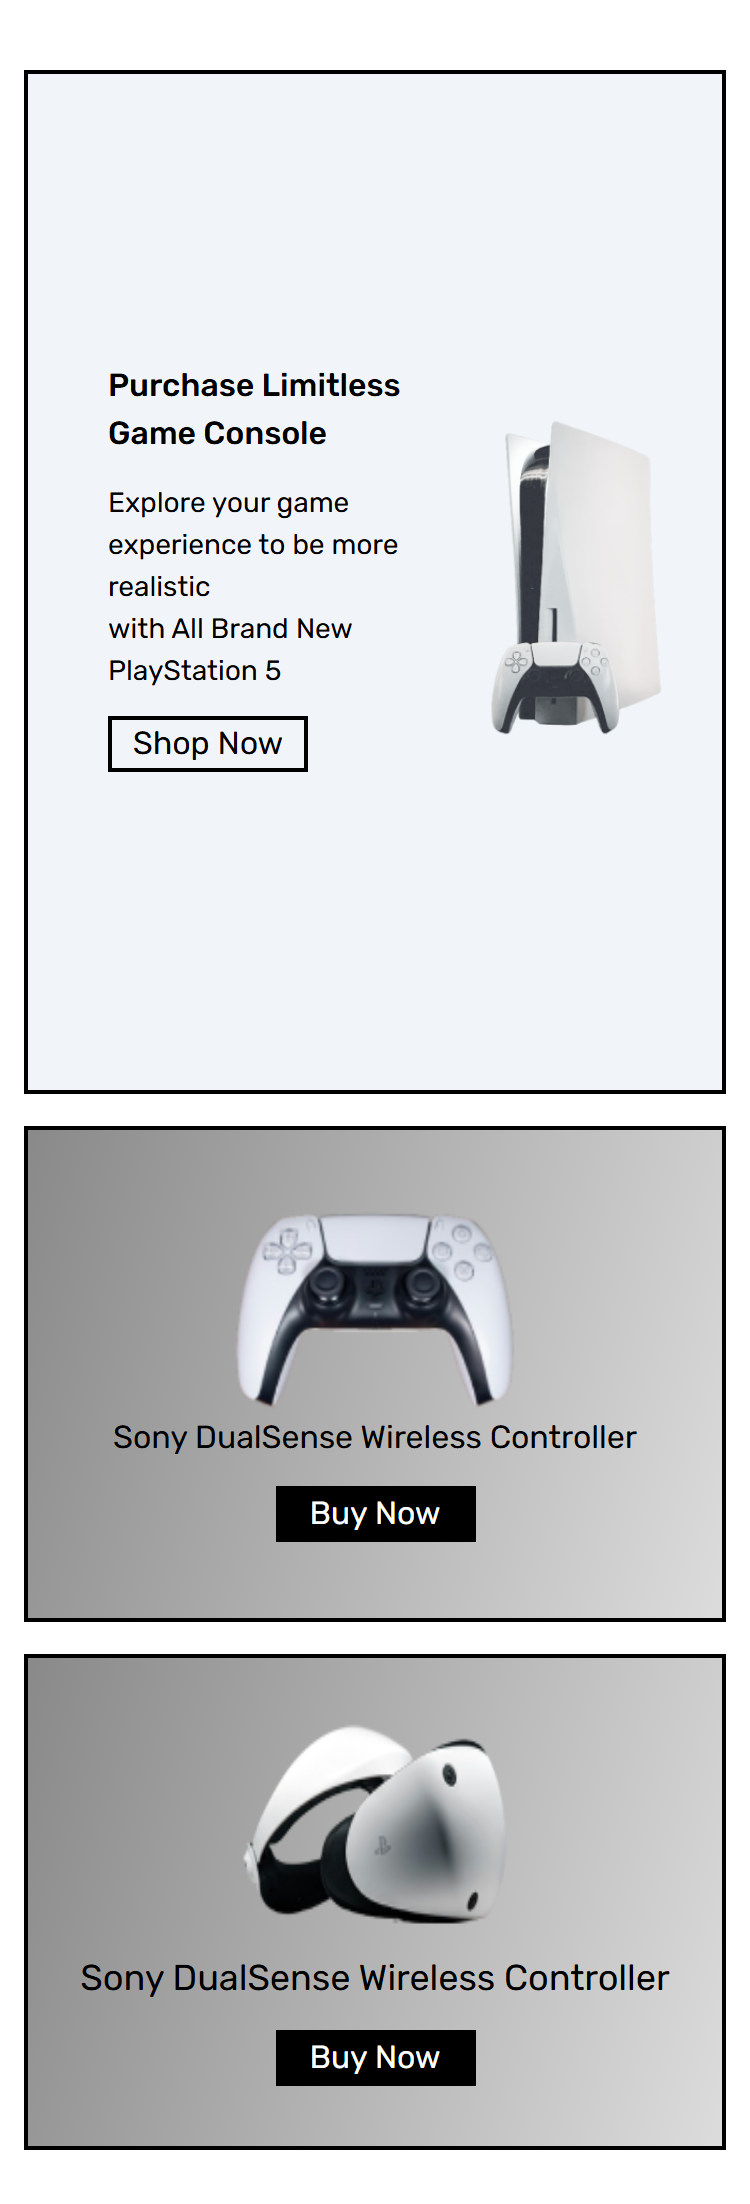 Purchase Limitless
Game Console
Explore your game
experience to be more
realistic
with All Brand New
PlayStation 5
Shop Now
Sony DualSense Wireless Controller
Buy Now
Sony DualSense Wireless Controller
Buy Now